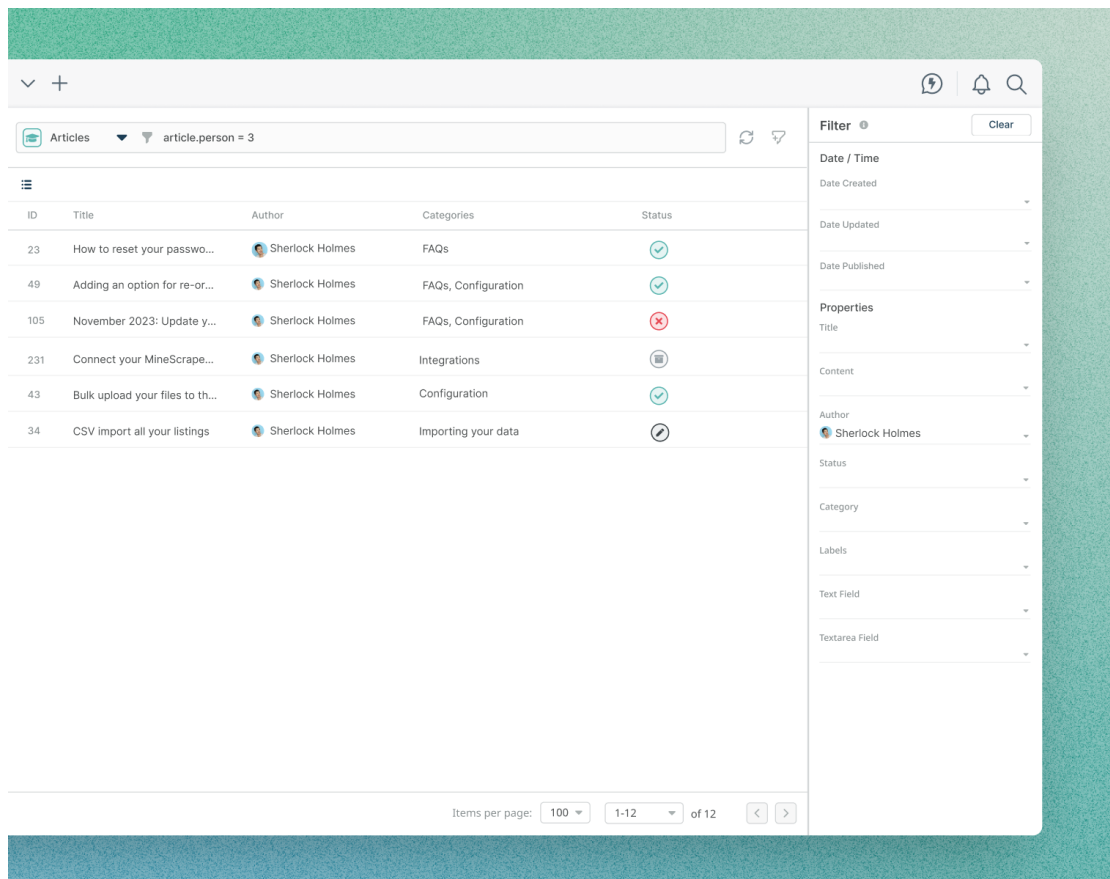 Articles article.person = 3
Filter Clear
Date / Time
Date Created
Date Updated
Date Published
Properties
Title
Content
Author
Sherlock Holmes
Status
Category
Labels
Text Field
Textarea Field
ID Title Author Categories Status
23 How to reset your passwo... Sherlock Holmes FAQs
49 Adding an option for re-or... Sherlock Holmes FAQs, Configuration
105 November 2023: Update y... Sherlock Holmes FAQs, Configuration
231 Connect your MineScrape... Sherlock Holmes Integrations
43 Bulk upload your files to th... Sherlock Holmes Configuration
34 CSV import all your listings Sherlock Holmes Importing your data
Items per page: 100 1-12 of 12